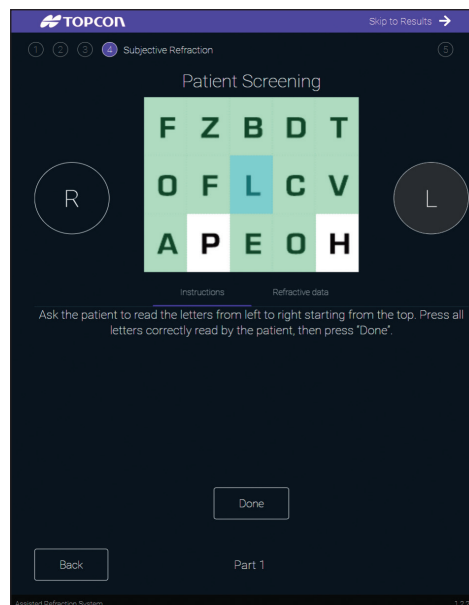 TOPCON
Skip to Results →
1 2 3 4 Subjective Refraction 5
Patient Screening
F Z B D T
O F L C V
A P E O H
R
L
Instructions Refractive data
Ask the patient to read the letters from left to right starting from the top. Press all
letters correctly read by the patient, then press "Done".
Done
Back Part 1
Assisted Refraction System